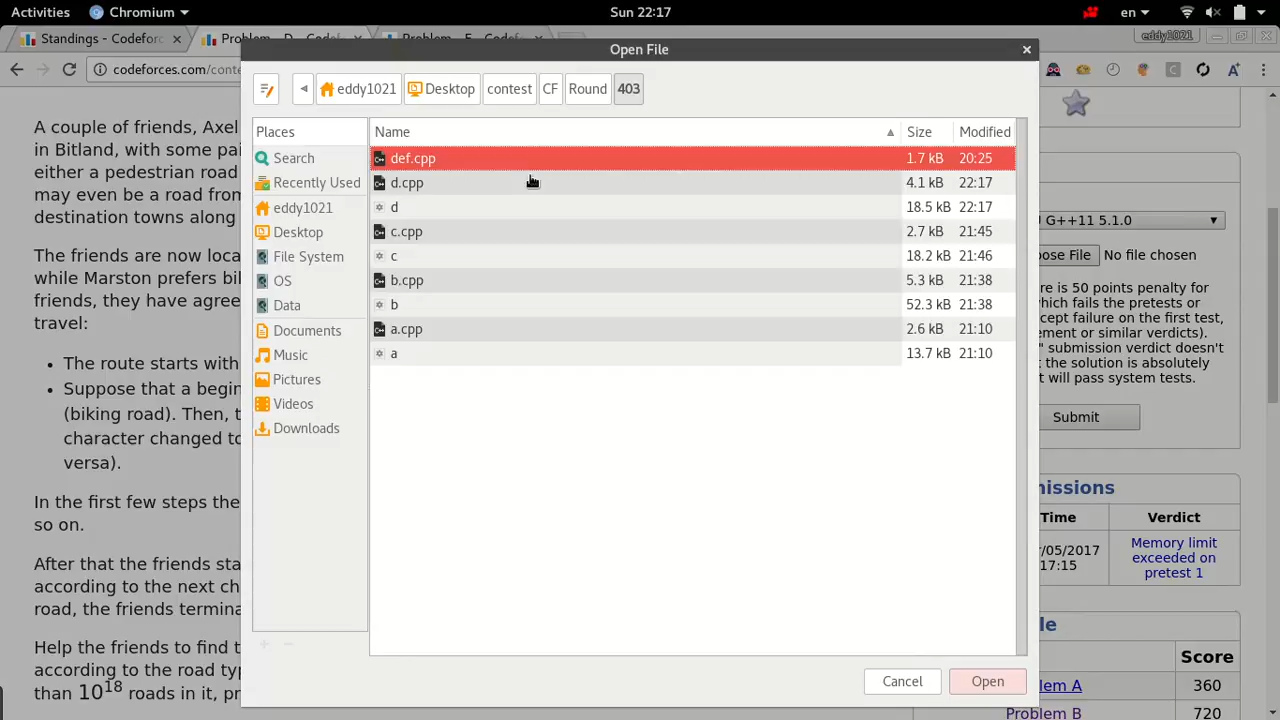 Activities
Chromium
Sun 22:17
en
Standings - Codeforc
Problem - D - Codef
Problem - E - Codef
eddy1021
codeforces.com/conte
Open File
eddy1021
Desktop
contest
CF
Round
403
Places
Search
Recently Used
eddy1021
Desktop
File System
OS
Data
Documents
Music
Pictures
Videos
Downloads
Name Size Modified
def.cpp 1.7 kB 20:25
d.cpp 4.1 kB 22:17
d 18.5 kB 22:17
c.cpp 2.7 kB 21:45
c 18.2 kB 21:46
b.cpp 5.3 kB 21:38
b 52.3 kB 21:38
a.cpp 2.6 kB 21:10
a 13.7 kB 21:10
Cancel
Open
A couple of friends, Axel
in Bitland, with some pai
either a pedestrian road
may even be a road from
destination towns along
The friends are now loca
while Marston prefers bi
friends, they have agree
travel:
• The route starts with
• Suppose that a begin
(biking road). Then, t
character changed to
versa).
In the first few steps the
so on.
After that the friends sta
according to the next ch
road, the friends termina
Help the friends to find t
according to the road typ
than 10^18 roads in it, pr
G++11 5.1.0
ose File No file chosen
re is 50 points penalty for
which fails the pretests or
cept failure on the first test,
ement or similar verdicts).
" submission verdict doesn't
t the solution is absolutely
t will pass system tests.
Submit
nissions
Time Verdict
/05/2017
17:15
Memory limit
exceeded on
pretest 1
le
Score
lem A 360
Problem B 720